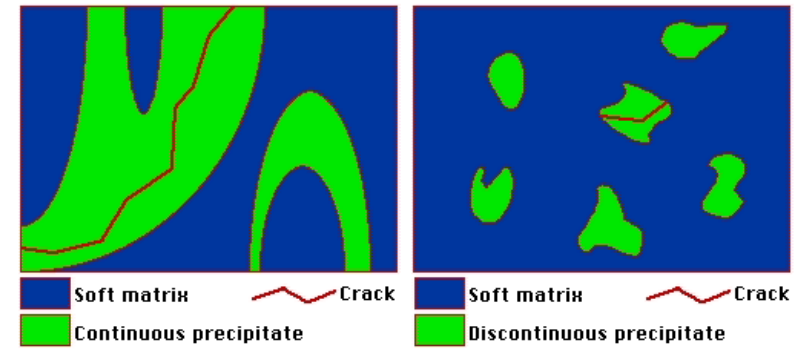 Soft matrix
Crack
Continuous precipitate
Soft matrix
Crack
Discontinuous precipitate